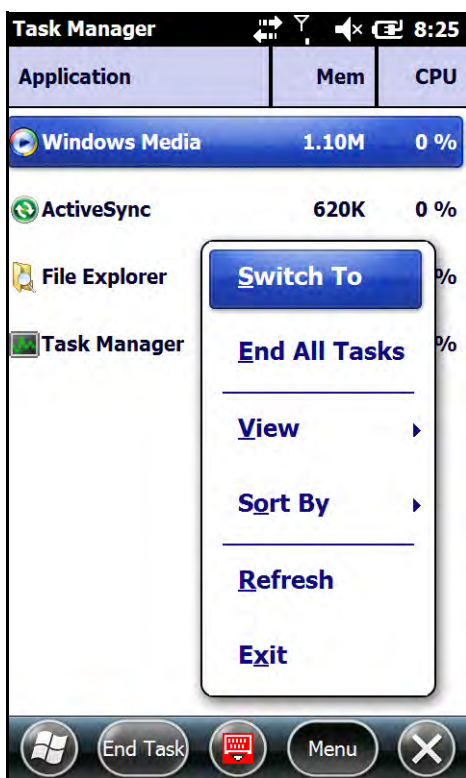 Task Manager 8:25
Application Mem CPU
Windows Media 1.10M 0 %
ActiveSync 620K 0 %
File Explorer %
Task Manager %
Switch To
End All Tasks
View
Sort By
Refresh
Exit
End Task Menu